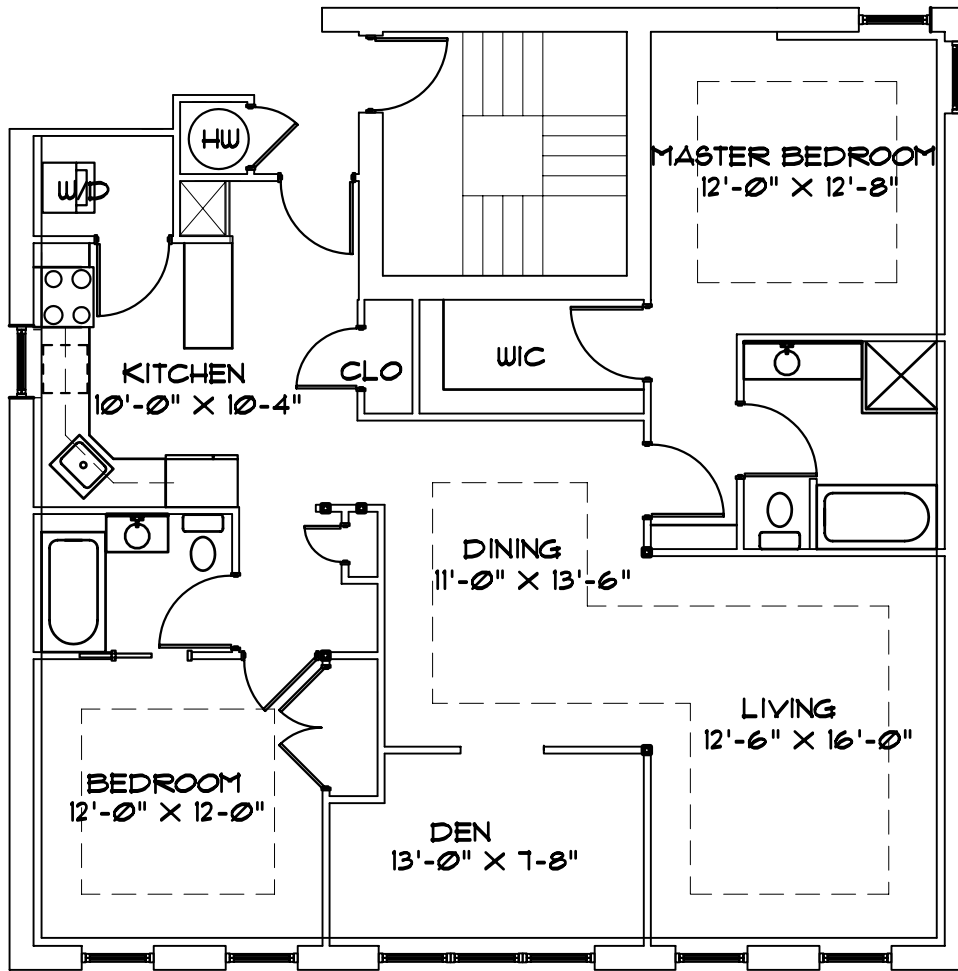 HW
W/D
MASTER BEDROOM
12'-0" X 12'-8"
KITCHEN
10'-0" X 10-4"
CLO
WIC
DINING
11'-0" X 13'-6"
LIVING
12'-6" X 16'-0"
BEDROOM
12'-0" X 12-0"
DEN
13'-0" X 7-8"